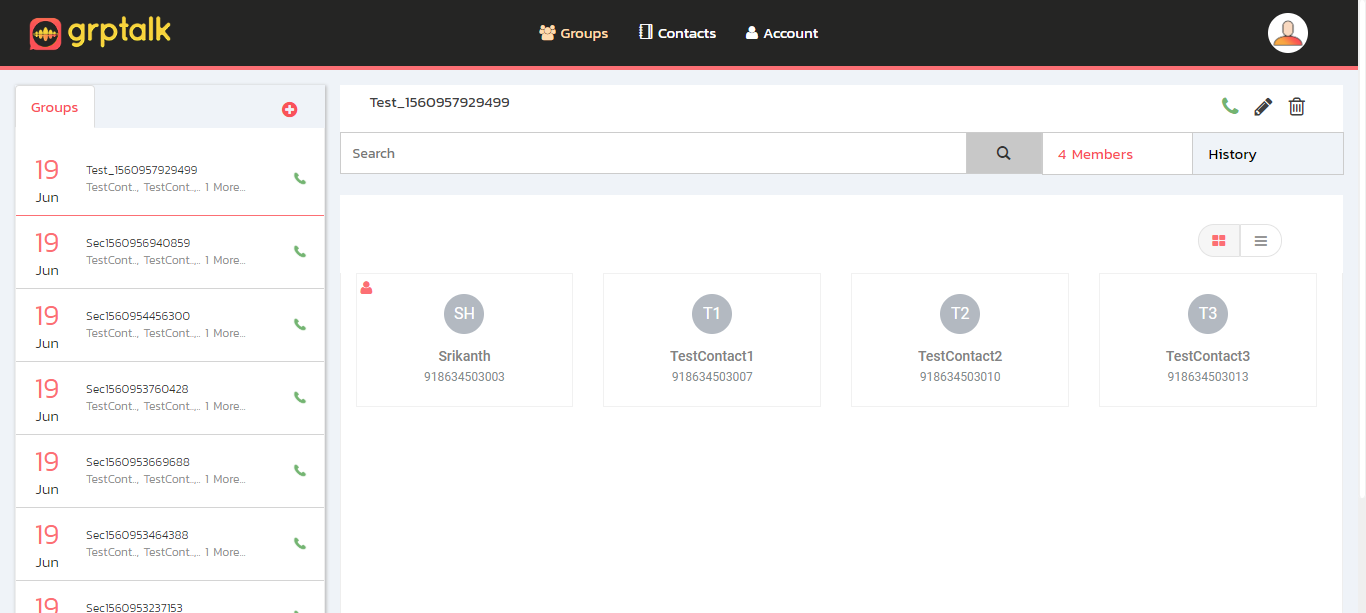 grptalk
Groups
Contacts
Account
Groups
19
Jun
Test_1560957929499
TestCont.., TestCont..,.. 1 More...
19
Jun
Sec1560956940859
TestCont.., TestCont..,.. 1 More...
19
Jun
Sec1560954456300
TestCont.., TestCont..,.. 1 More...
19
Jun
Sec1560953760428
TestCont.., TestCont..,.. 1 More...
19
Jun
Sec1560953669688
TestCont.., TestCont..,.. 1 More...
19
Jun
Sec1560953464388
TestCont.., TestCont..,.. 1 More...
19
Sec1560953237153
Test_1560957929499
Search
4 Members
History
SH
Srikanth
918634503003
T1
TestContact1
918634503007
T2
TestContact2
918634503010
T3
TestContact3
918634503013